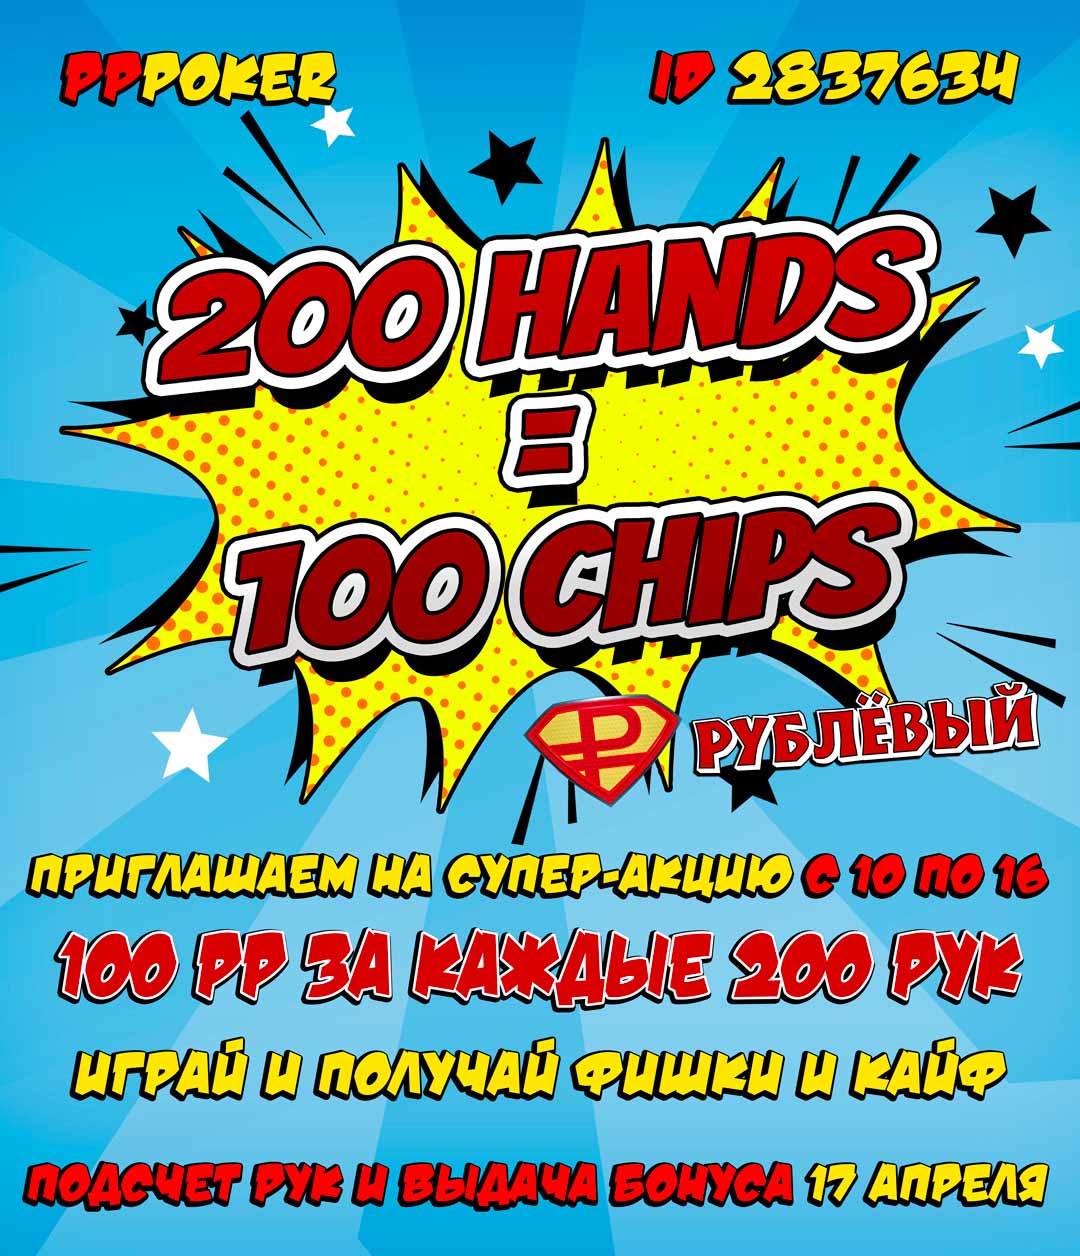 PPPOKER
ID 2837634
200 HANDS
=
100 CHIPS
РУБЛЁВЫЙ
ПРИГЛАШАЕМ НА СУПЕР-АКЦИЮ С 10 ПО 16
100 PP ЗА КАЖДЫЕ 200 РУК
ИГРАЙ И ПОЛУЧАЙ ФИШКИ И КАЙФ
ПОДСЧЕТ РУК И ВЫДАЧА БОНУСА 17 АПРЕЛЯ